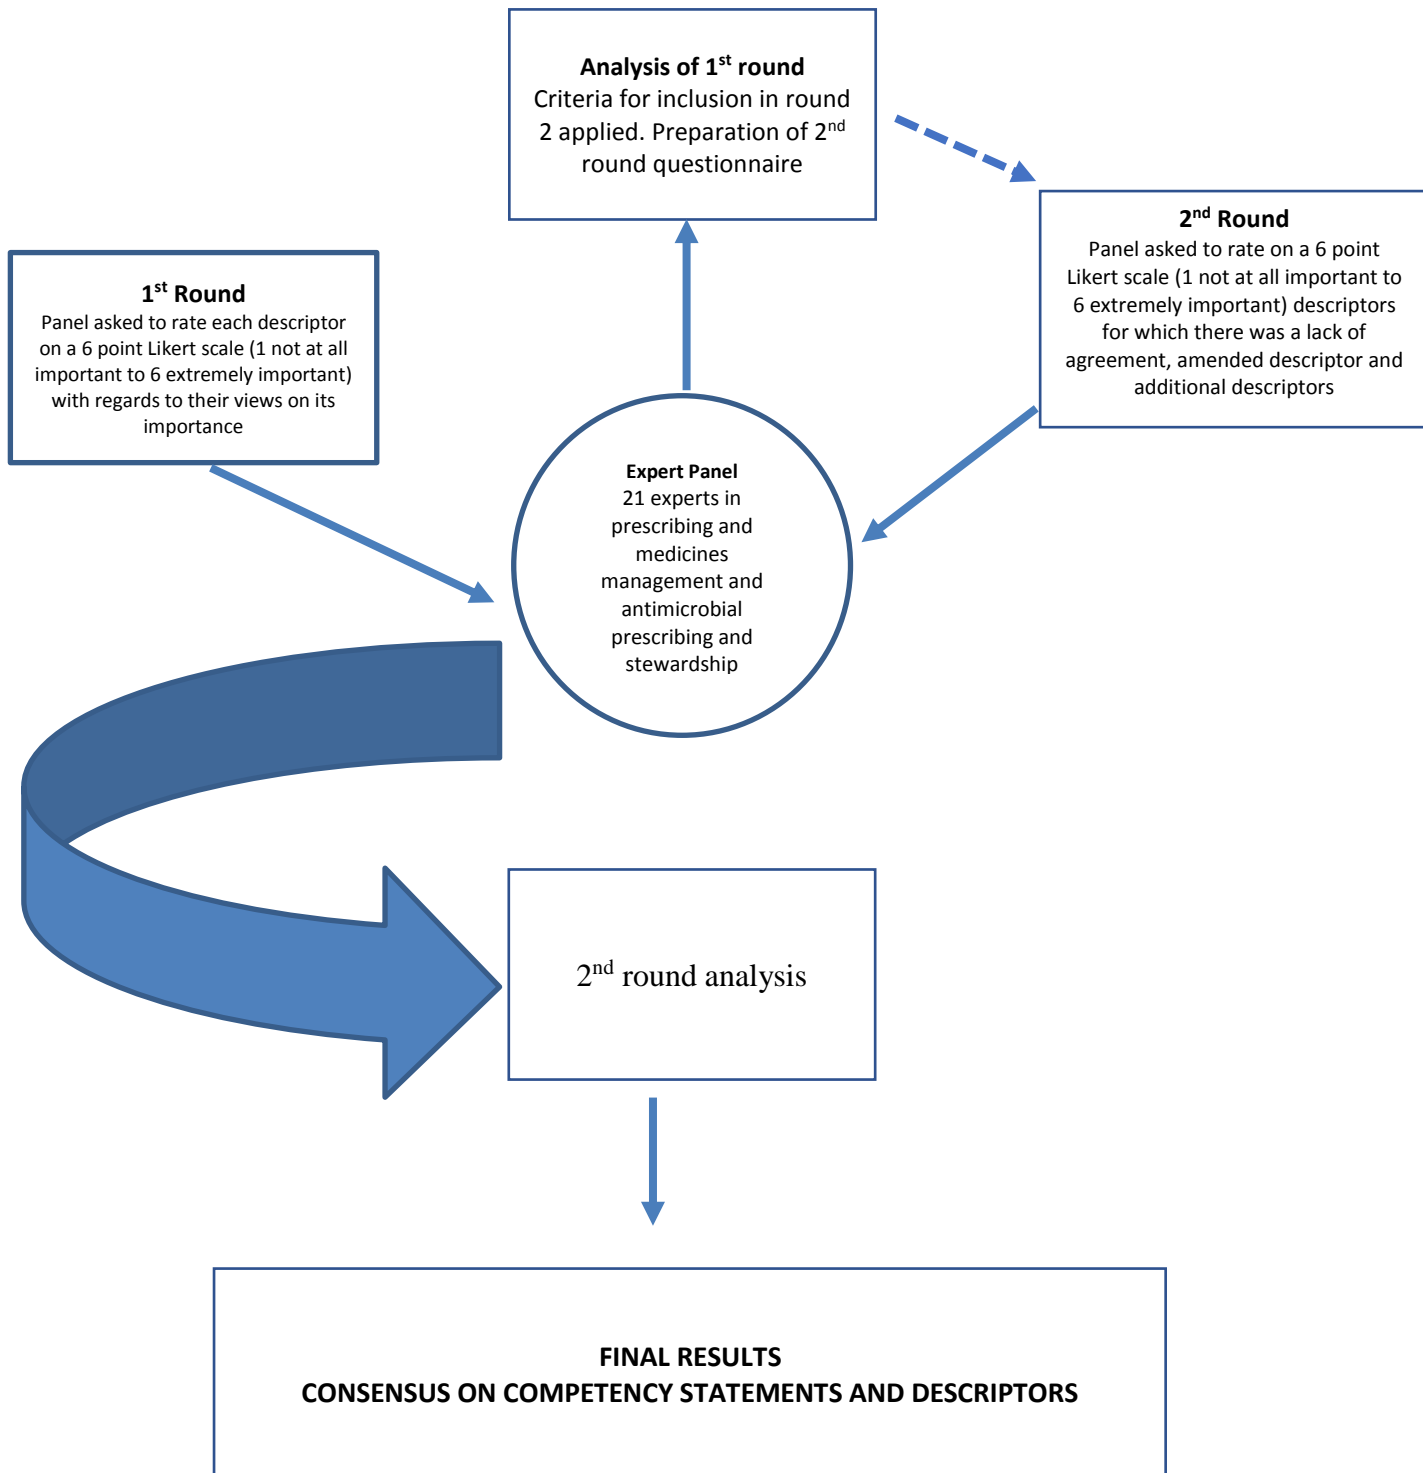 Analysis of 1st round
Criteria for inclusion in round
2 applied. Preparation of 2nd
round questionnaire
1st Round
Panel asked to rate each descriptor
on a 6 point Likert scale (1 not at all
important to 6 extremely important)
with regards to their views on its
importance
2nd Round
Panel asked to rate on a 6 point
Likert scale (1 not at all important to
6 extremely important) descriptors
for which there was a lack of
agreement, amended descriptor and
additional descriptors
Expert Panel
21 experts in
prescribing and
medicines
management and
antimicrobial
prescribing and
stewardship
2nd round analysis
FINAL RESULTS
CONSENSUS ON COMPETENCY STATEMENTS AND DESCRIPTORS